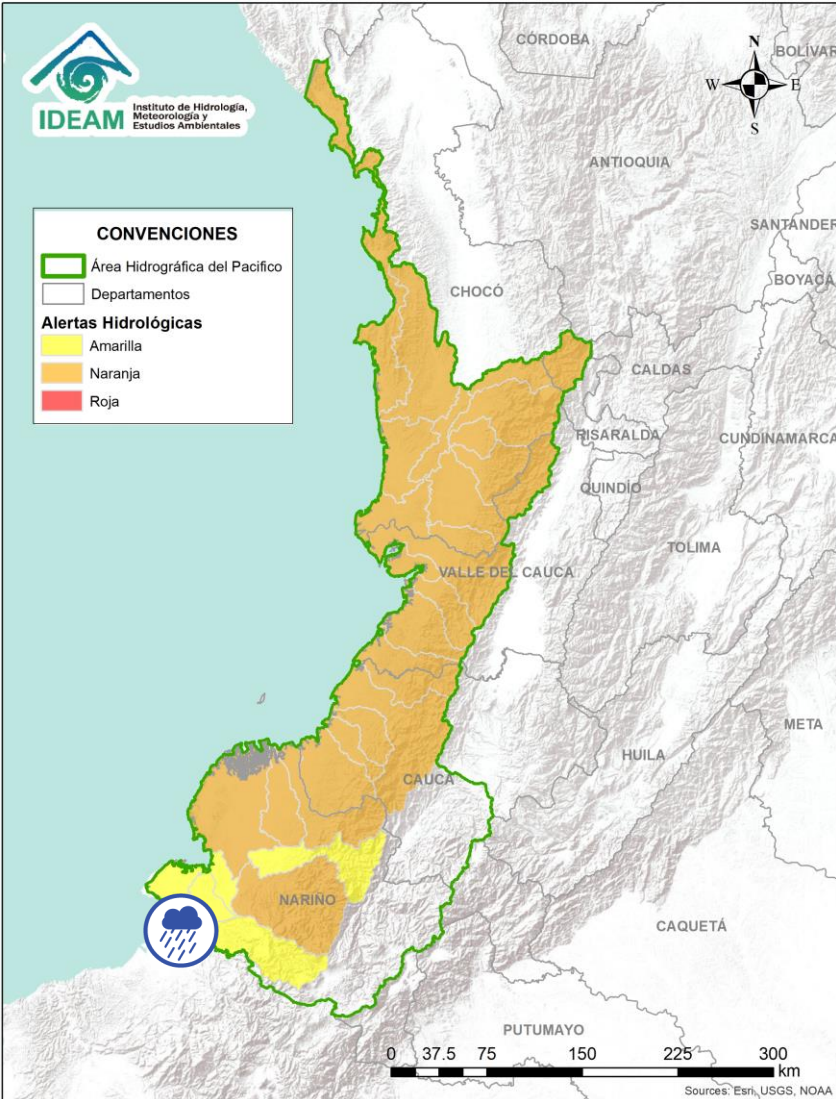 IDEAM
Instituto de Hidrología,
Meteorología y
Estudios Ambientales
N
W
E
S
CONVENCIONES
Área Hidrográfica del Pacifico
Departamentos
Alertas Hidrológicas
Amarilla
Naranja
Roja
CÓRDOBA
BOLÍVAR
ANTIOQUIA
SANTANDER
BOYACÁ
CHOCÓ
CALDAS
RISARALDA
CUNDINAMARCA
QUINDÍO
TOLIMA
VALLE DEL CAUCA
META
HUILA
CAUCA
NARIÑO
CAQUETÁ
PUTUMAYO
0 37.5 75 150 225 300
km
Sources: Esri, USGS, NOAA